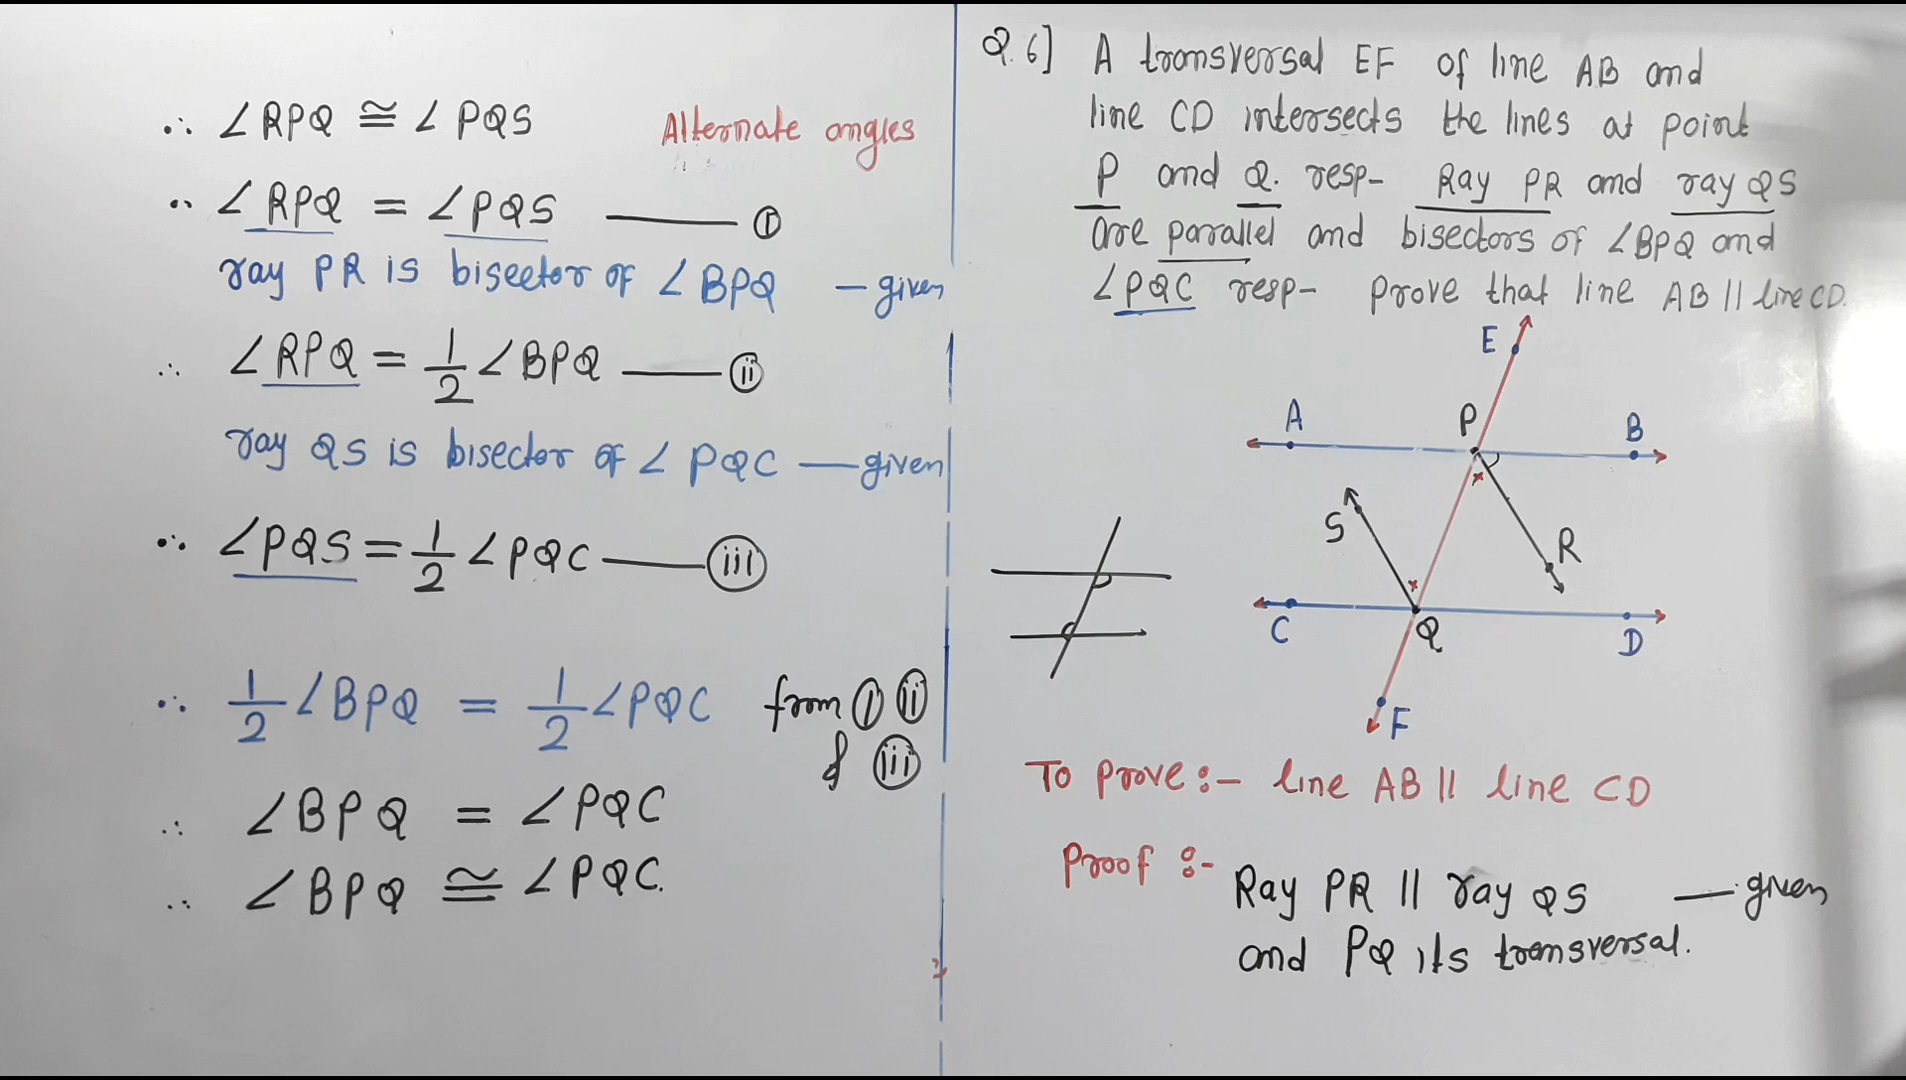 Q.6] A transversal EF of line AB and
line CD intersects the lines at point
P and Q. resp- Ray PR and ray QS
are parallel and bisectors of ∠BPQ and
∠PQC resp- prove that line AB || line CD.
E
A
P
B
S
R
C
Q
D
F
To prove :- line AB || line CD
Proof :- Ray PR || ray QS — given
and PQ its transversal.
∴ ∠RPQ ≅ ∠PQS Alternate angles
∴ ∠RPQ = ∠PQS — (i)
ray PR is bisector of ∠BPQ — given
∴ ∠RPQ = 1/2 ∠BPQ — (ii)
ray QS is bisector of ∠PQC — given
∴ ∠PQS = 1/2 ∠PQC — (iii)
∴ 1/2 ∠BPQ = 1/2 ∠PQC from (i) (ii)
& (iii)
∴ ∠BPQ = ∠PQC
∴ ∠BPQ ≅ ∠PQC.